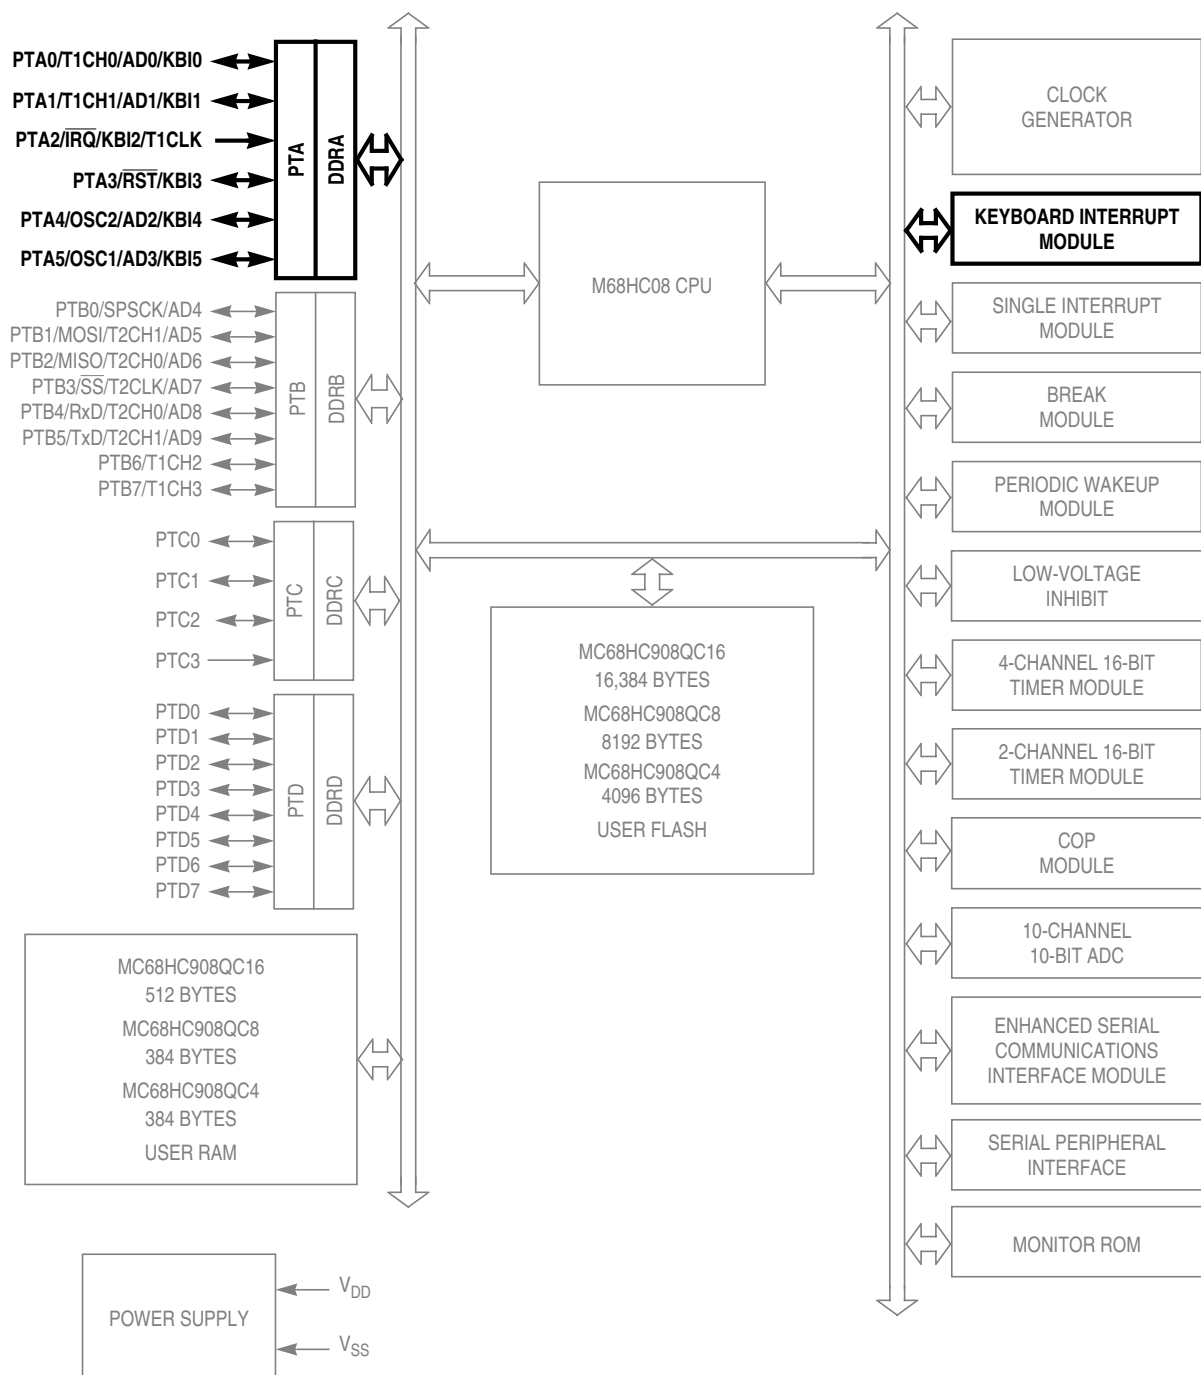 PTA0/T1CH0/AD0/KBI0
PTA1/T1CH1/AD1/KBI1
PTA2/IRQ/KBI2/T1CLK
PTA3/RST/KBI3
PTA4/OSC2/AD2/KBI4
PTA5/OSC1/AD3/KBI5
PTA
DDRA
PTB0/SPSCK/AD4
PTB1/MOSI/T2CH1/AD5
PTB2/MISO/T2CH0/AD6
PTB3/SS/T2CLK/AD7
PTB4/RxD/T2CH0/AD8
PTB5/TxD/T2CH1/AD9
PTB6/T1CH2
PTB7/T1CH3
PTB
DDRB
PTC0
PTC1
PTC2
PTC3
PTC
DDRC
PTD0
PTD1
PTD2
PTD3
PTD4
PTD5
PTD6
PTD7
PTD
DDRD
MC68HC908QC16
512 BYTES
MC68HC908QC8
384 BYTES
MC68HC908QC4
384 BYTES
USER RAM
POWER SUPPLY
VDD
VSS
M68HC08 CPU
MC68HC908QC16
16,384 BYTES
MC68HC908QC8
8192 BYTES
MC68HC908QC4
4096 BYTES
USER FLASH
CLOCK
GENERATOR
KEYBOARD INTERRUPT
MODULE
SINGLE INTERRUPT
MODULE
BREAK
MODULE
PERIODIC WAKEUP
MODULE
LOW-VOLTAGE
INHIBIT
4-CHANNEL 16-BIT
TIMER MODULE
2-CHANNEL 16-BIT
TIMER MODULE
COP
MODULE
10-CHANNEL
10-BIT ADC
ENHANCED SERIAL
COMMUNICATIONS
INTERFACE MODULE
SERIAL PERIPHERAL
INTERFACE
MONITOR ROM